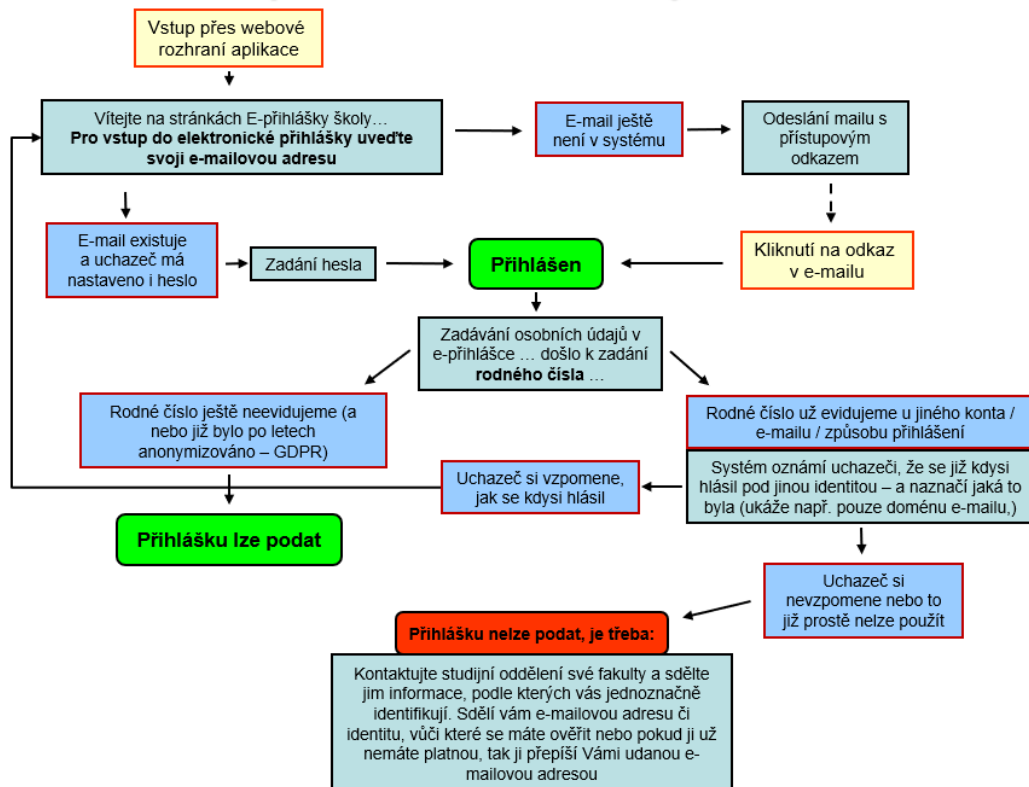 Vstup přes webové
rozhraní aplikace
Vítejte na stránkách E-přihlášky školy…
Pro vstup do elektronické přihlášky uveďte
svoji e-mailovou adresu
E-mail ještě
není v systému
Odeslání mailu s
přístupovým
odkazem
E-mail existuje
a uchazeč má
nastaveno i heslo
Zadání hesla
Přihlášen
Kliknutí na odkaz
v e-mailu
Zadávání osobních údajů v
e-přihlášce … došlo k zadání
rodného čísla …
Rodné číslo ještě neevidujeme (a
nebo již bylo po letech
anonymizováno – GDPR)
Rodné číslo už evidujeme u jiného konta /
e-mailu / způsobu přihlášení
Uchazeč si vzpomene,
jak se kdysi hlásil
Systém oznámí uchazeči, že se již kdysi
hlásil pod jinou identitou – a naznačí jaká to
byla (ukáže např. pouze doménu e-mailu,)
Přihlášku lze podat
Uchazeč si
nevzpomene nebo to
již prostě nelze použít
Přihlášku nelze podat, je třeba:
Kontaktujte studijní oddělení své fakulty a sdělte
jim informace, podle kterých vás jednoznačně
identifikují. Sdělí vám e-mailovou adresu či
identitu, vůči které se máte ověřit nebo pokud ji už
nemáte platnou, tak ji přepíší Vámi udanou e-
mailovou adresou